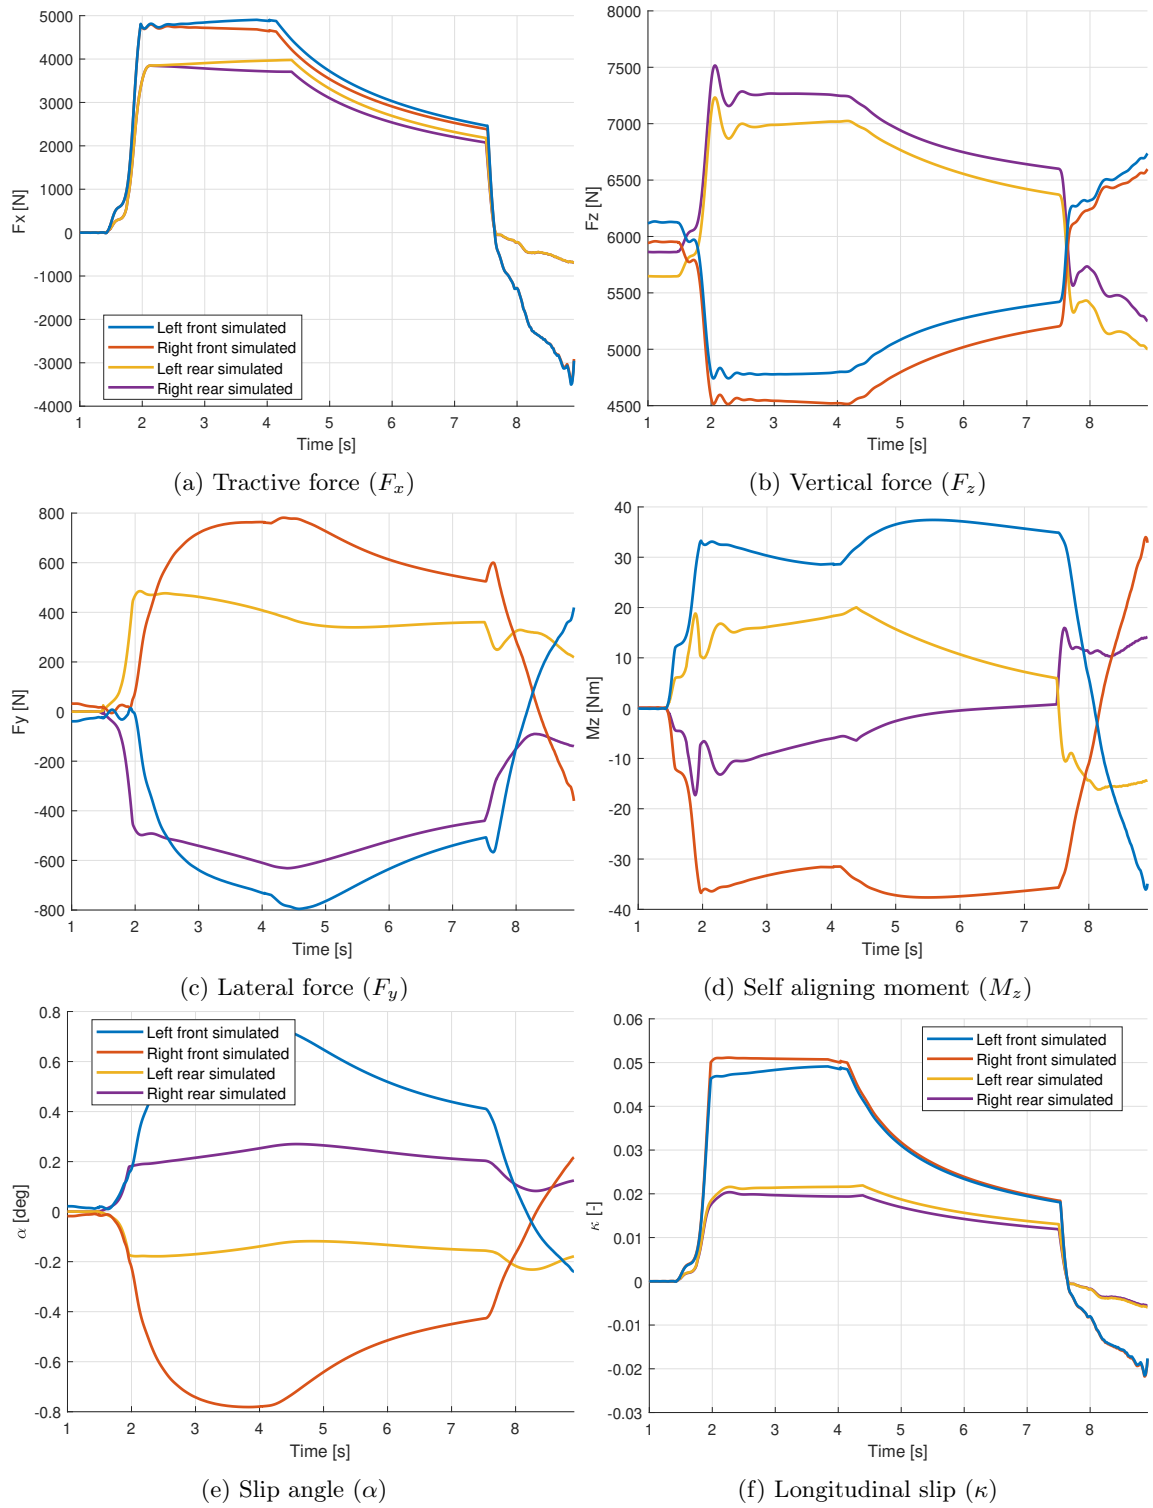 5000
4000
3000
2000
1000
0
-1000
-2000
-3000
-4000
Fx [N]
Left front simulated
Right front simulated
Left rear simulated
Right rear simulated
1 2 3 4 5 6 7 8
Time [s]
(a) Tractive force (F_x)
8000
7500
7000
6500
6000
5500
5000
4500
Fz [N]
1 2 3 4 5 6 7 8
Time [s]
(b) Vertical force (F_z)
800
600
400
200
0
-200
-400
-600
-800
Fy [N]
1 2 3 4 5 6 7 8
Time [s]
(c) Lateral force (F_y)
40
30
20
10
0
-10
-20
-30
-40
Mz [Nm]
1 2 3 4 5 6 7 8
Time [s]
(d) Self aligning moment (M_z)
0.8
0.6
0.4
0.2
0
-0.2
-0.4
-0.6
-0.8
α [deg]
Left front simulated
Right front simulated
Left rear simulated
Right rear simulated
1 2 3 4 5 6 7 8
Time [s]
(e) Slip angle (α)
0.06
0.05
0.04
0.03
0.02
0.01
0
-0.01
-0.02
-0.03
κ [-]
Left front simulated
Right front simulated
Left rear simulated
Right rear simulated
1 2 3 4 5 6 7 8
Time [s]
(f) Longitudinal slip (κ)